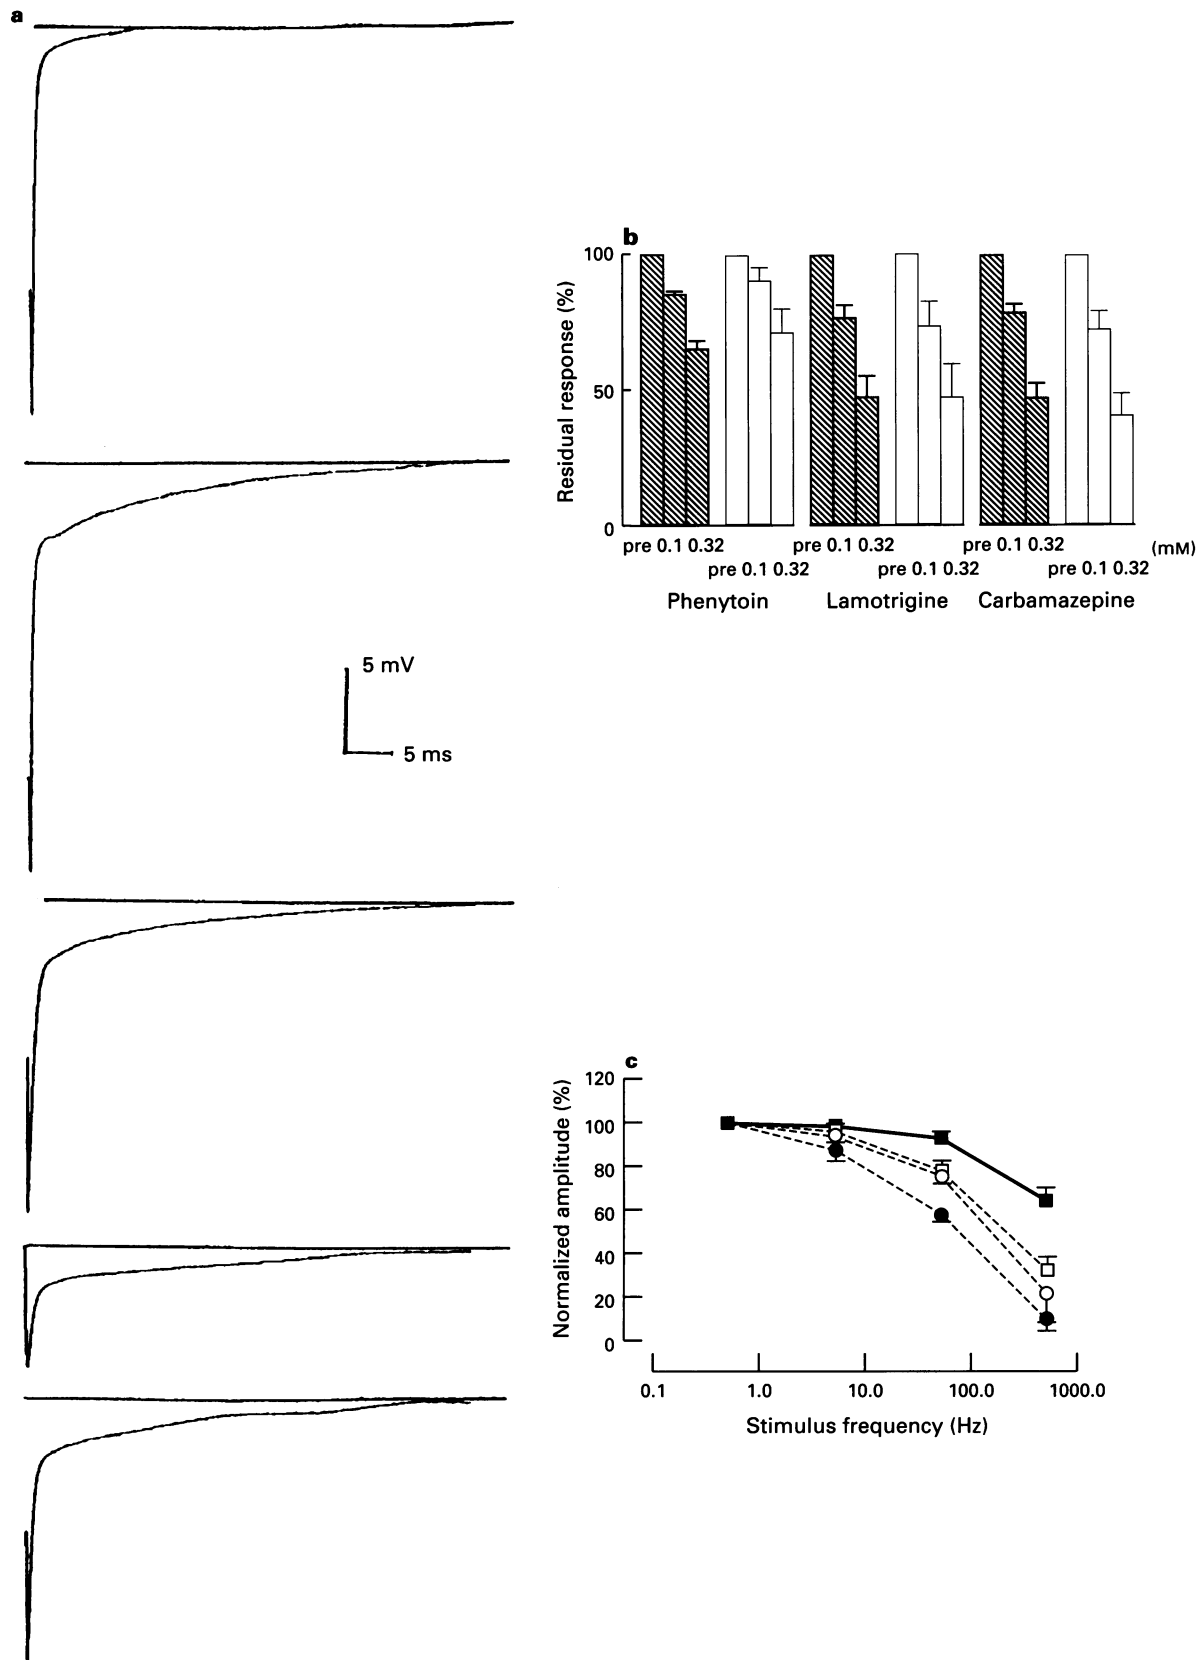 a
b
Residual response (%)
100
50
0
pre 0.1 0.32
pre 0.1 0.32
pre 0.1 0.32
(mM)
pre 0.1 0.32
pre 0.1 0.32
pre 0.1 0.32
Phenytoin
Lamotrigine
Carbamazepine
5 mV
5 ms
c
Normalized amplitude (%)
120
100
80
60
40
20
0
0.1
1.0
10.0
100.0
1000.0
Stimulus frequency (Hz)